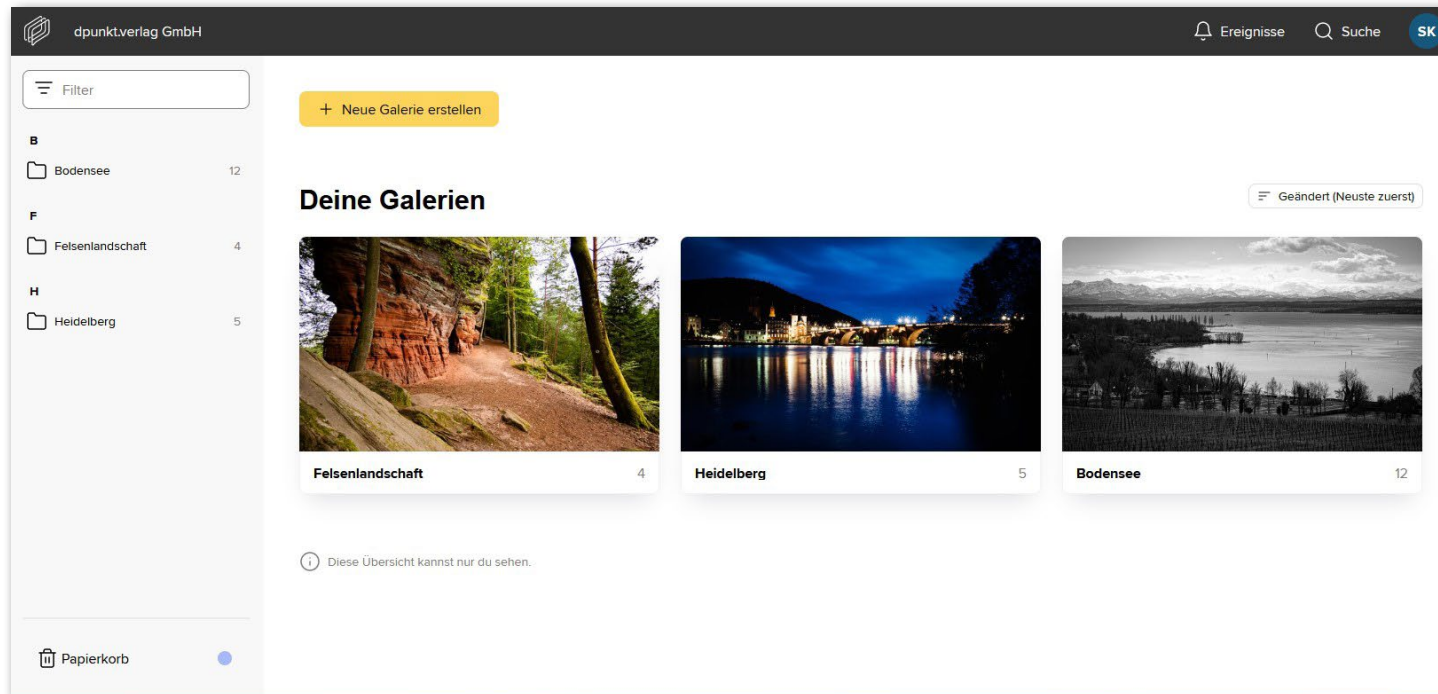 dpunkt.verlag GmbH
Ereignisse
Suche
SK
Filter
B
Bodensee 12
F
Felsenlandschaft 4
H
Heidelberg 5
Papierkorb
+ Neue Galerie erstellen
Deine Galerien
Geändert (Neuste zuerst)
Felsenlandschaft 4
Heidelberg 5
Bodensee 12
Diese Übersicht kannst nur du sehen.